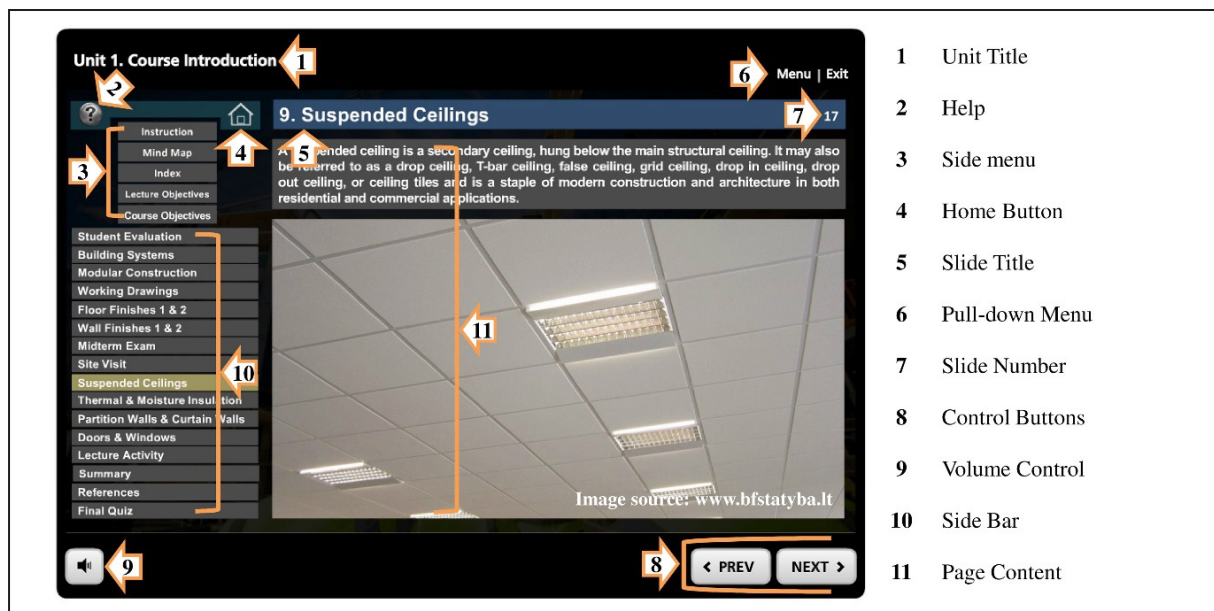 Unit 1. Course Introduction
1
6
Menu | Exit
2
?
Instruction
Mind Map
Index
Lecture Objectives
Course Objectives
3
4
9. Suspended Ceilings
5
7
17
A suspended ceiling is a secondary ceiling, hung below the main structural ceiling. It may also
be referred to as a drop ceiling, T-bar ceiling, false ceiling, grid ceiling, drop in ceiling, drop
out ceiling, or ceiling tiles and is a staple of modern construction and architecture in both
residential and commercial applications.
Student Evaluation
Building Systems
Modular Construction
Working Drawings
Floor Finishes 1 & 2
Wall Finishes 1 & 2
Midterm Exam
Site Visit
Suspended Ceilings
Thermal & Moisture Insulation
Partition Walls & Curtain Walls
Doors & Windows
Lecture Activity
Summary
References
Final Quiz
10
11
Image source: www.bfstatyba.lt
9
8
< PREV
NEXT >
1 Unit Title
2 Help
3 Side menu
4 Home Button
5 Slide Title
6 Pull-down Menu
7 Slide Number
8 Control Buttons
9 Volume Control
10 Side Bar
11 Page Content